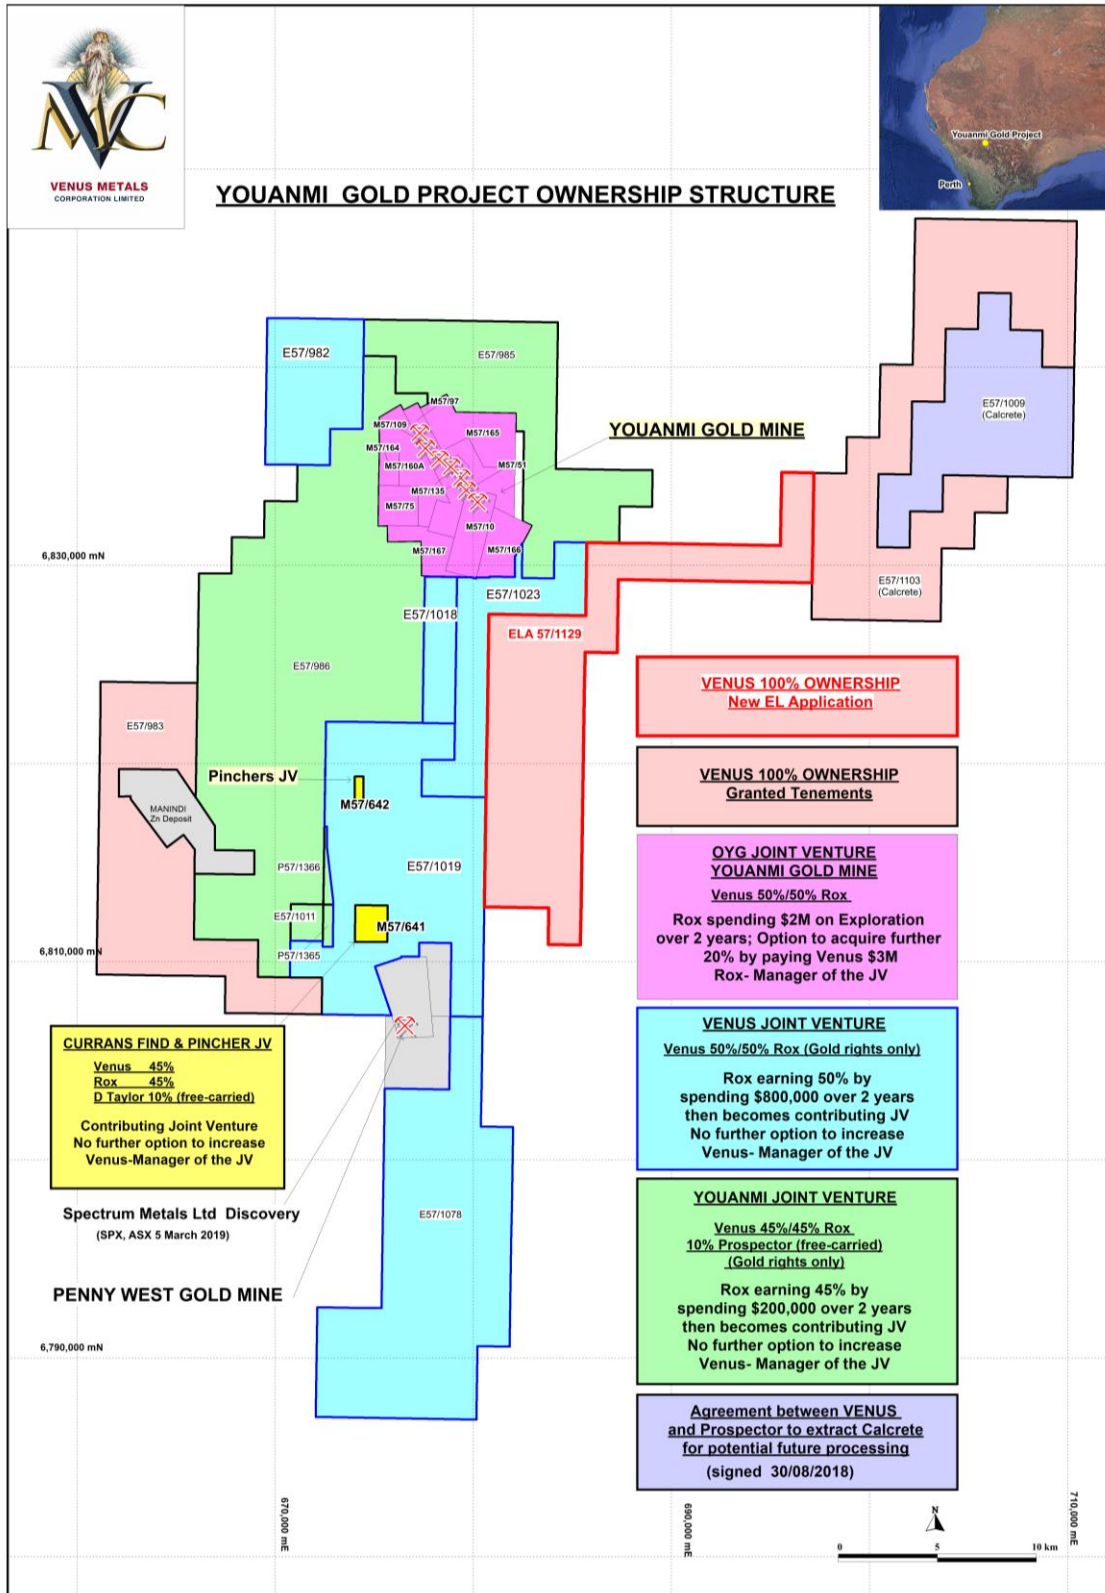 VMC
VENUS METALS
CORPORATION LIMITED
YOUANMI GOLD PROJECT OWNERSHIP STRUCTURE
Youanmi Gold Project
Perth
E57/982
E57/985
M57/97
M57/109
M57/165
M57/164
M57/160A
M57/51
M57/135
M57/75
M57/10
M57/167
M57/166
YOUANMI GOLD MINE
E57/1009
(Calcrete)
E57/1103
(Calcrete)
6,830,000 mN
E57/1018
E57/1023
ELA 57/1129
E57/986
E57/983
Pinchers JV
M57/642
MANINDI
Zn Deposit
P57/1366
E57/1019
E57/1011
M57/641
P57/1365
6,810,000 mN
VENUS 100% OWNERSHIP
New EL Application
VENUS 100% OWNERSHIP
Granted Tenements
OYG JOINT VENTURE
YOUANMI GOLD MINE
Venus 50%/50% Rox
Rox spending $2M on Exploration
over 2 years; Option to acquire further
20% by paying Venus $3M
Rox- Manager of the JV
CURRANS FIND & PINCHER JV
Venus 45%
Rox 45%
D Taylor 10% (free-carried)
Contributing Joint Venture
No further option to increase
Venus-Manager of the JV
VENUS JOINT VENTURE
Venus 50%/50% Rox (Gold rights only)
Rox earning 50% by
spending $800,000 over 2 years
then becomes contributing JV
No further option to increase
Venus- Manager of the JV
Spectrum Metals Ltd Discovery
(SPX, ASX 5 March 2019)
E57/1078
PENNY WEST GOLD MINE
YOUANMI JOINT VENTURE
Venus 45%/45% Rox
10% Prospector (free-carried)
(Gold rights only)
Rox earning 45% by
spending $200,000 over 2 years
then becomes contributing JV
No further option to increase
Venus- Manager of the JV
6,790,000 mN
Agreement between VENUS
and Prospector to extract Calcrete
for potential future processing
(signed 30/08/2018)
670,000 mE
690,000 mE
710,000 mE
N
0 5 10 km